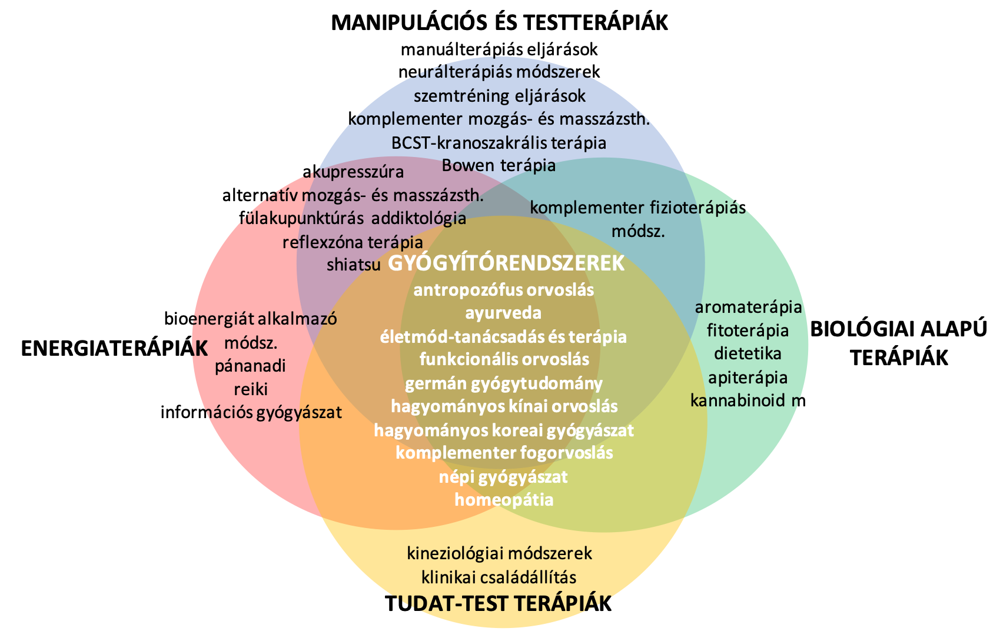 MANIPULÁCIÓS ÉS TESTTERÁPIÁK
manuálterápiás eljárások
neurálterápiás módszerek
szemtréning eljárások
komplementer mozgás- és masszázsth.
BCST-kranoszakrális terápia
Bowen terápia
akupresszúra
alternatív mozgás- és masszázsth.
fülakupunktúrás addiktológia
reflexzóna terápia
shiatsu
komplementer fizioterápiás
módsz.
GYÓGYÍTÓRENDSZEREK
antropozófus orvoslás
ayurveda
életmód-tanácsadás és terápia
funkcionális orvoslás
germán gyógytudomány
hagyományos kínai orvoslás
hagyományos koreai gyógyászat
komplementer fogorvoslás
népi gyógyászat
homeopátia
ENERGIATERÁPIÁK
bioenergiát alkalmazó
módsz.
pánanadi
reiki
információs gyógyászat
aromaterápia
fitoterápia
dietetika
apiterápia
kannabinoid m
BIOLÓGIAI ALAPÚ
TERÁPIÁK
kineziológiai módszerek
klinikai családállítás
TUDAT-TEST TERÁPIÁK